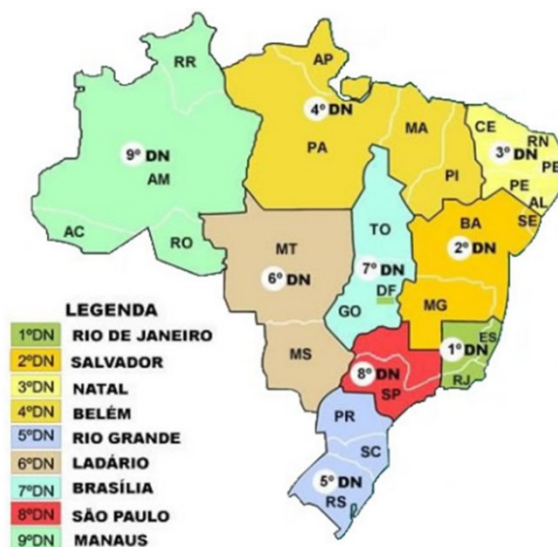 RR
AP
4º DN
CE
RN
9º DN
AM
PA
MA
3º DN
PB
PI
PE
AL
AC
RO
TO
BA
SE
MT
2º DN
7º DN
6º DN
DF
GO
MG
ES
MS
1º DN
8º DN
RJ
SP
PR
SC
5º DN
RS
LEGENDA
1ºDN RIO DE JANEIRO
2ºDN SALVADOR
3ºDN NATAL
4ºDN BELÉM
5ºDN RIO GRANDE
6ºDN LADÁRIO
7ºDN BRASÍLIA
8ºDN SÃO PAULO
9ºDN MANAUS